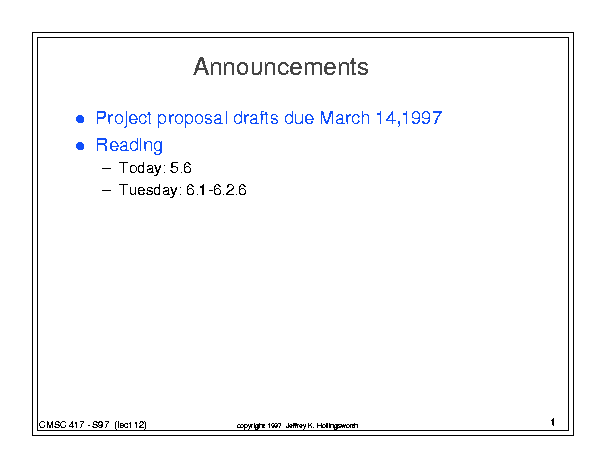 Announcements
● Project proposal drafts due March 14,1997
● Reading
– Today: 5.6
– Tuesday: 6.1-6.2.6
CMSC 417 - S97 (lect 12)
copyright 1997 Jeffrey K. Hollingsworth
1